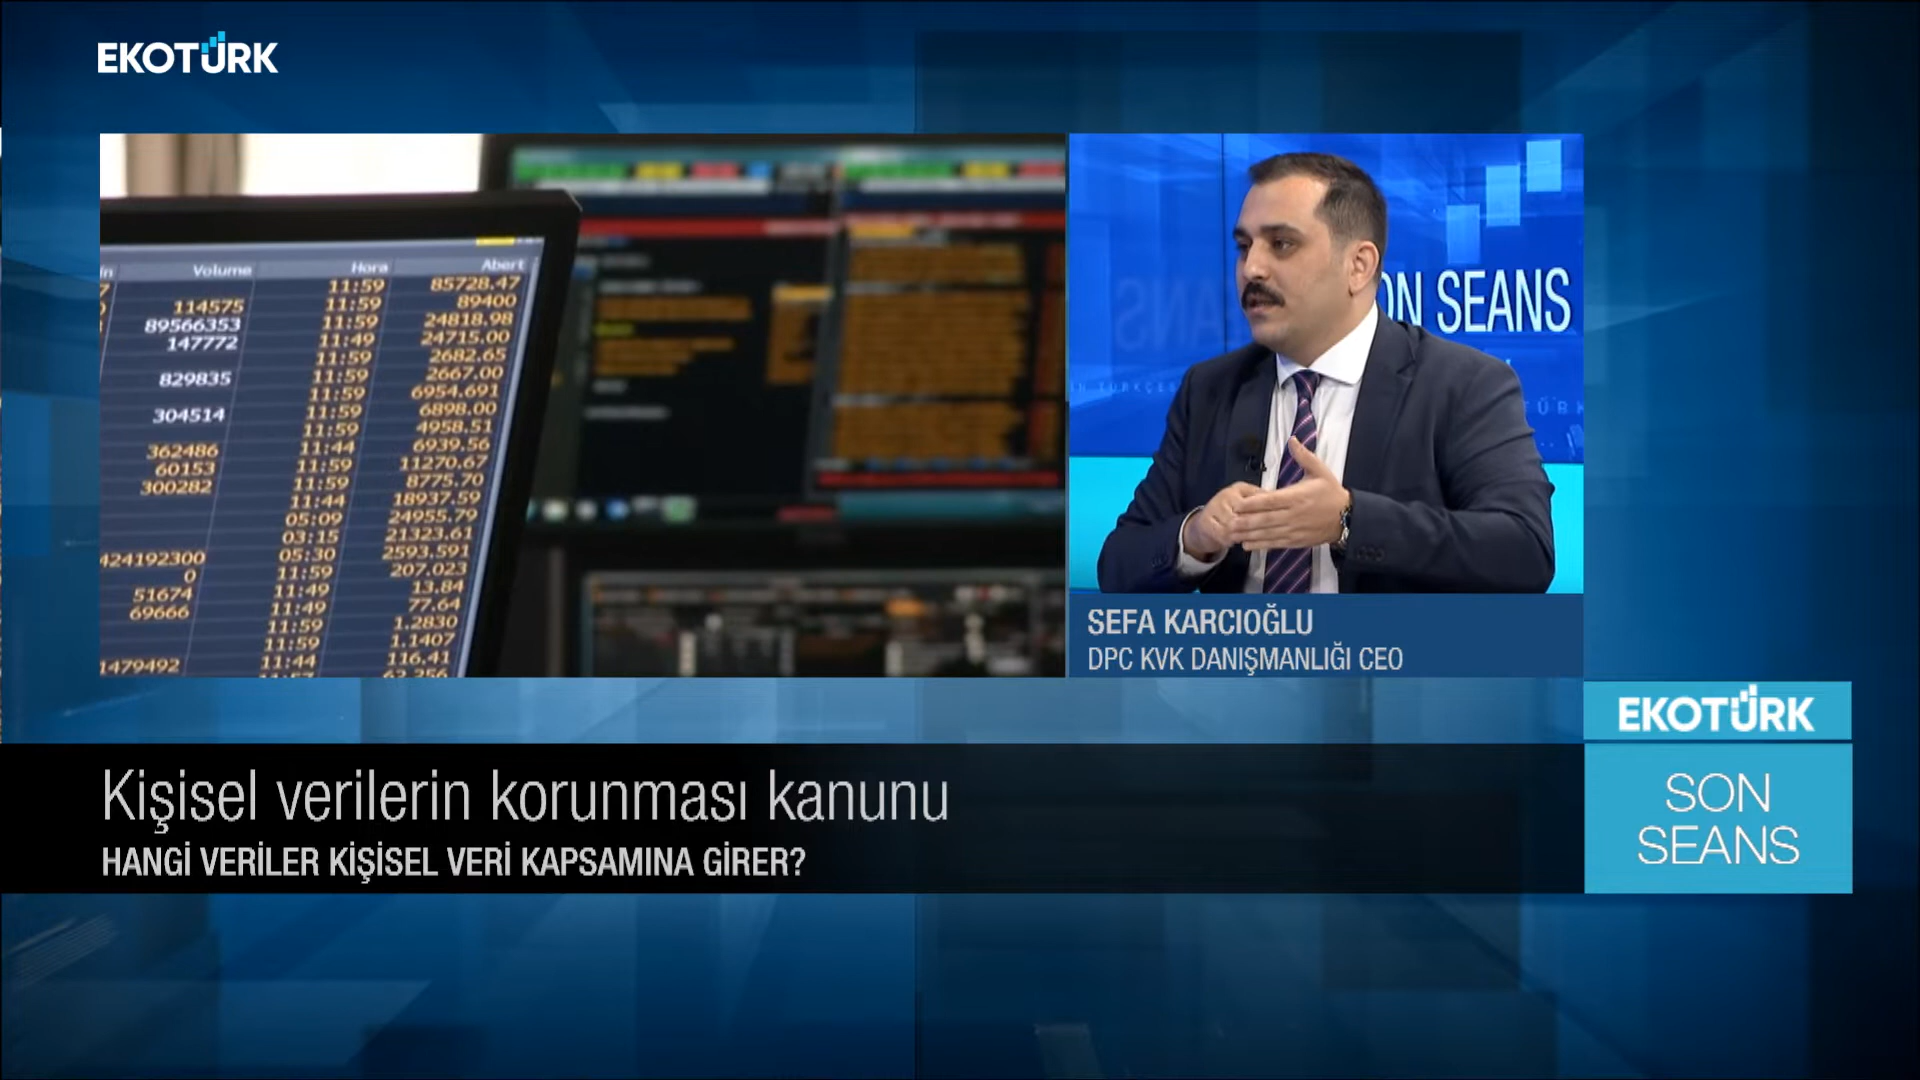 EKOTÜRK
in Volume Hora Abert
11:59 85728.47
114575 11:59 89400
89566353 11:59 24818.98
147772 11:49 24715.00
11:59 2682.65
829835 11:59 2667.00
11:59 6954.691
304514 11:59 6898.00
11:59 4958.51
362486 11:44 6939.56
60153 11:59 11270.67
300282 11:59 8775.70
11:44 18937.59
05:09 24955.79
03:15 21323.61
424192300 05:30 2593.591
0 11:59 207.023
51674 11:49 13.84
69666 11:49 77.64
11:59 1.2830
11:59 1.1407
1479492 11:44 116.41
ON SEANS
SEFA KARCIOĞLU
DPC KVK DANIŞMANLIĞI CEO
EKOTÜRK
SON
SEANS
Kişisel verilerin korunması kanunu
HANGİ VERİLER KİŞİSEL VERİ KAPSAMINA GİRER?